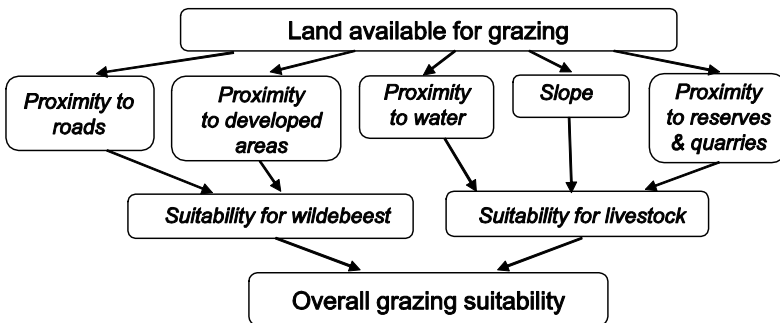 Land available for grazing
Proximity to
roads
Proximity
to developed
areas
Proximity
to water
Slope
Proximity
to reserves
& quarries
Suitability for wildebeest
Suitability for livestock
Overall grazing suitability